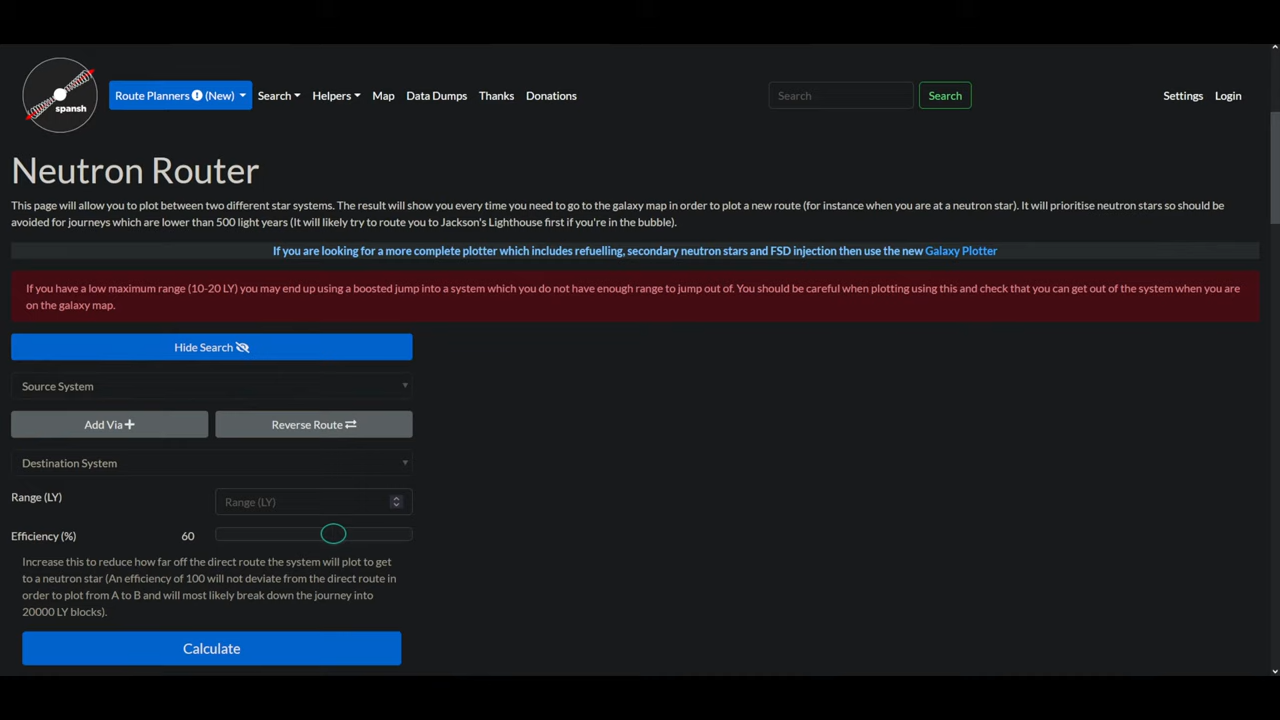 spansh
Route Planners (New)
Search
Helpers
Map
Data Dumps
Thanks
Donations
Search
Search
Settings
Login
Neutron Router
This page will allow you to plot between two different star systems. The result will show you every time you need to go to the galaxy map in order to plot a new route (for instance when you are at a neutron star). It will prioritise neutron stars so should be
avoided for journeys which are lower than 500 light years (It will likely try to route you to Jackson's Lighthouse first if you're in the bubble).
If you are looking for a more complete plotter which includes refuelling, secondary neutron stars and FSD injection then use the new Galaxy Plotter
If you have a low maximum range (10-20 LY) you may end up using a boosted jump into a system which you do not have enough range to jump out of. You should be careful when plotting using this and check that you can get out of the system when you are
on the galaxy map.
Hide Search
Source System
Add Via +
Reverse Route
Destination System
Range (LY)
Range (LY)
Efficiency (%)
60
Increase this to reduce how far off the direct route the system will plot to get
to a neutron star (An efficiency of 100 will not deviate from the direct route in
order to plot from A to B and will most likely break down the journey into
20000 LY blocks).
Calculate